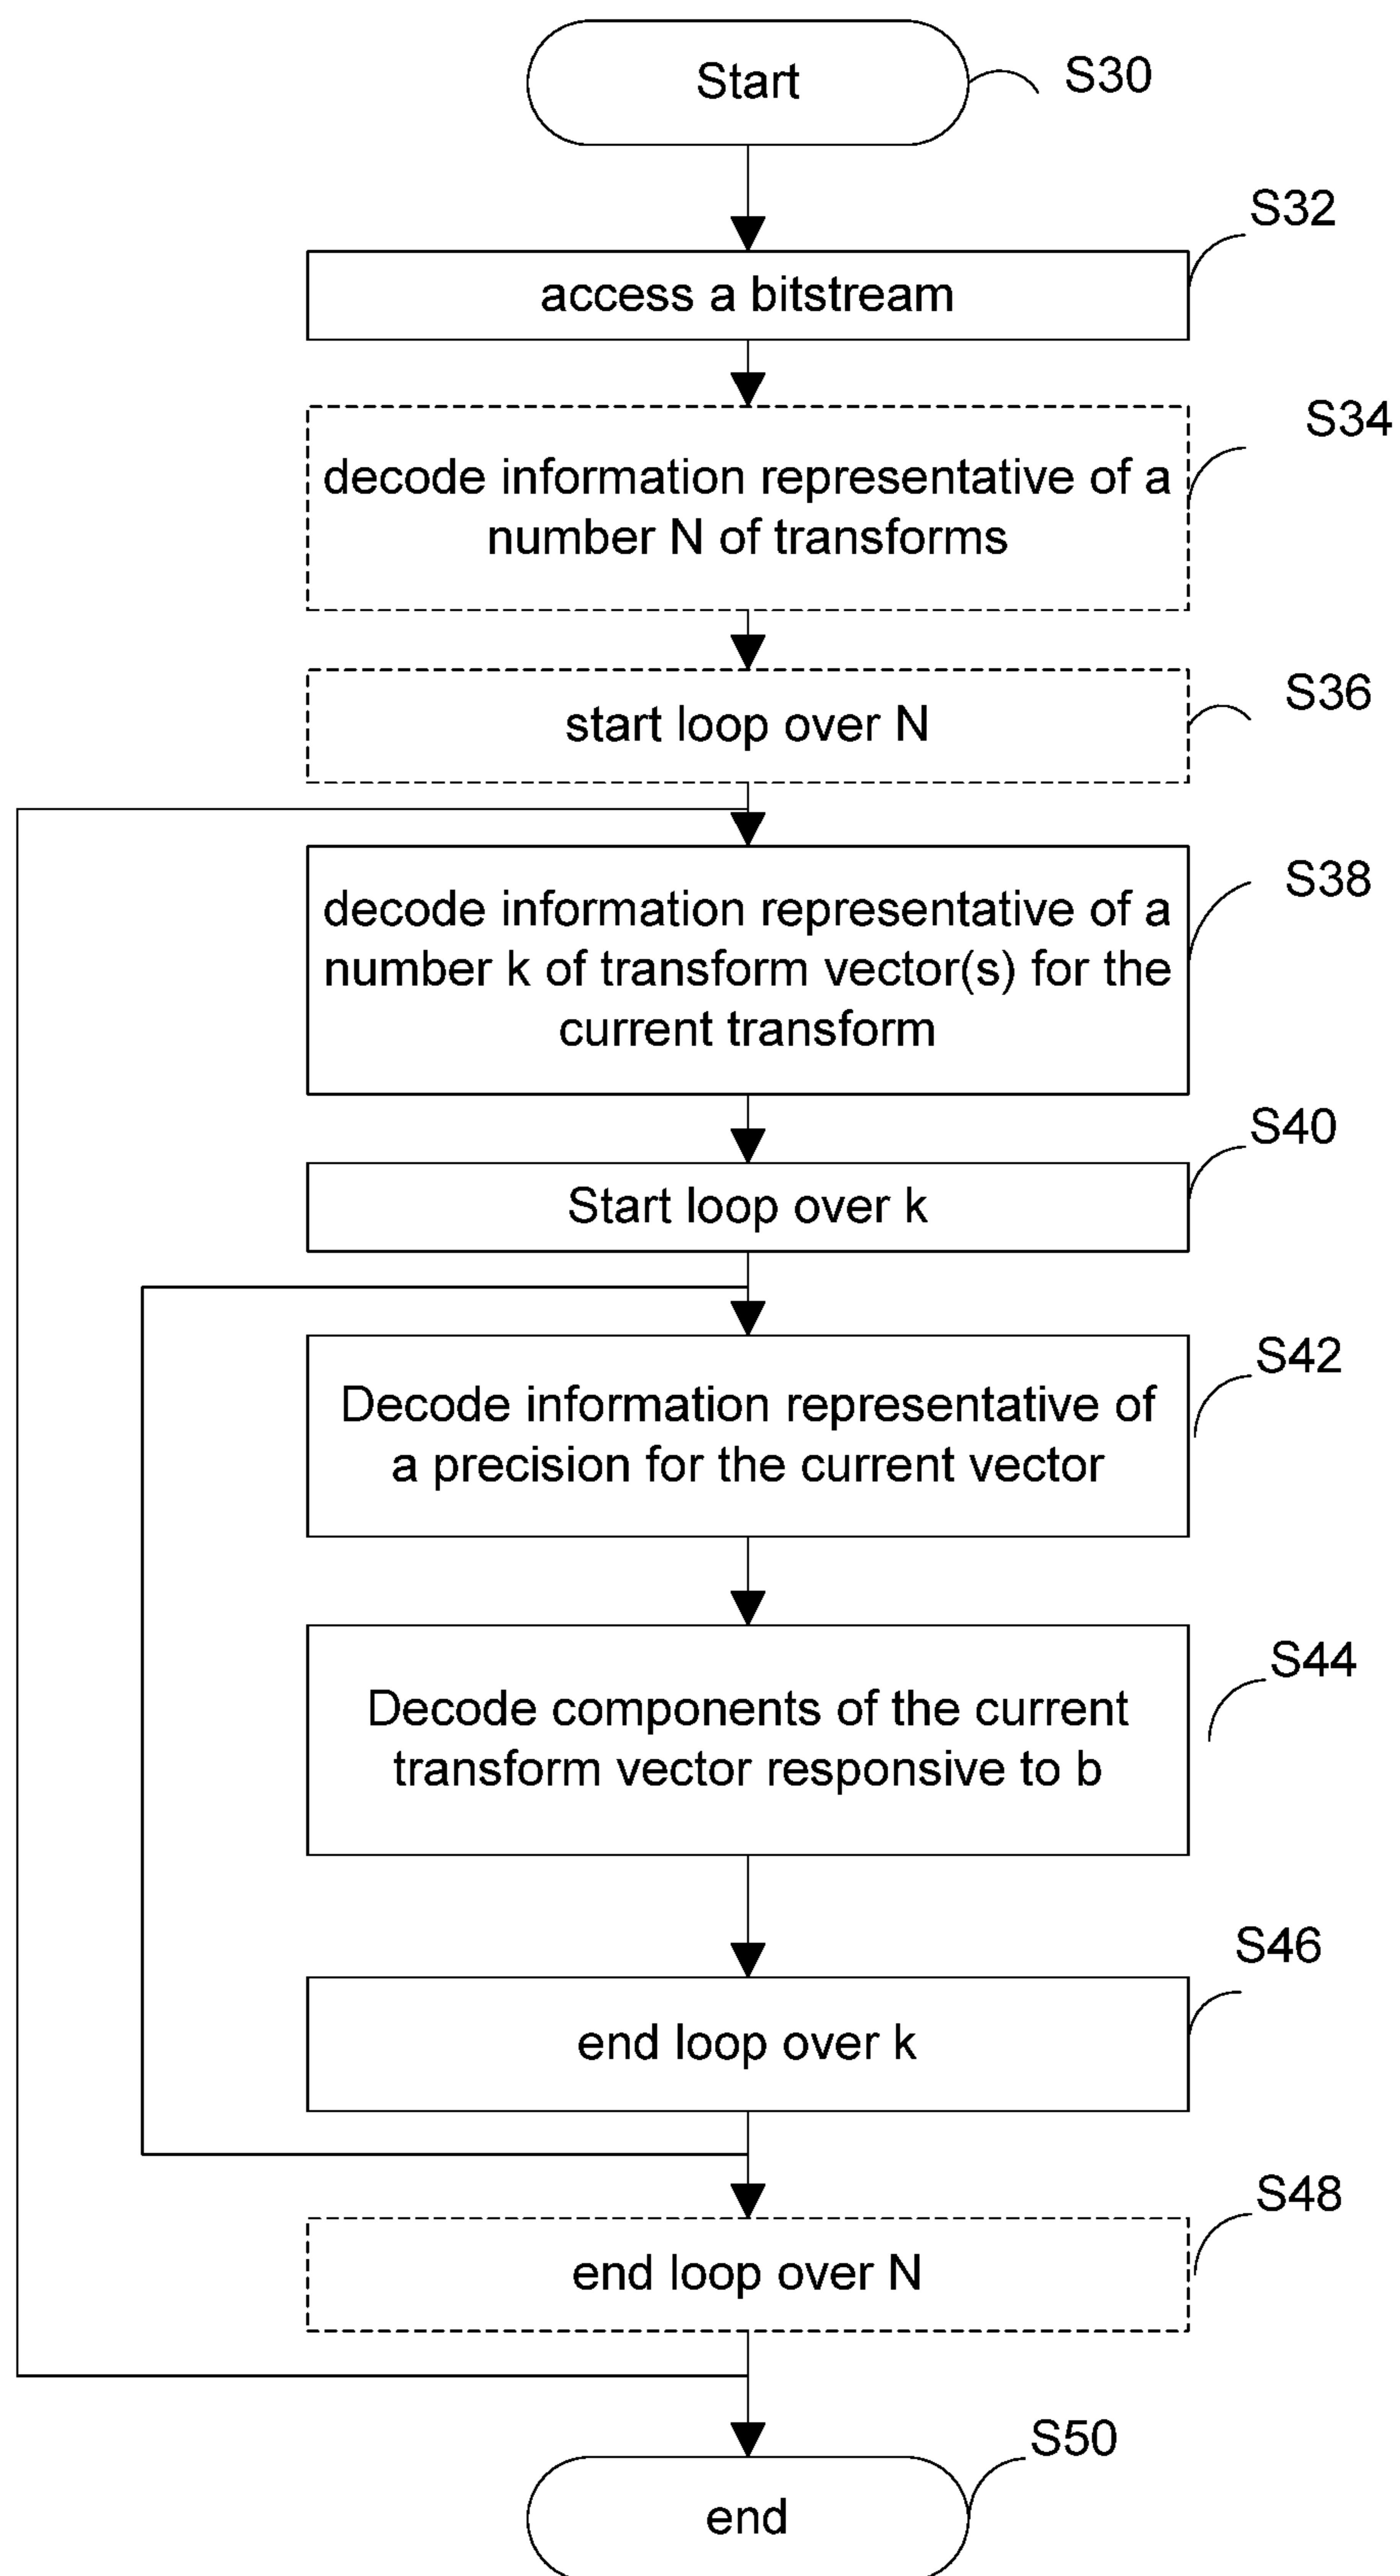 Start
S30
S32
access a bitstream
S34
decode information representative of a
number N of transforms
S36
start loop over N
S38
decode information representative of a
number k of transform vector(s) for the
current transform
S40
Start loop over k
S42
Decode information representative of
a precision for the current vector
S44
Decode components of the current
transform vector responsive to b
S46
end loop over k
S48
end loop over N
S50
end